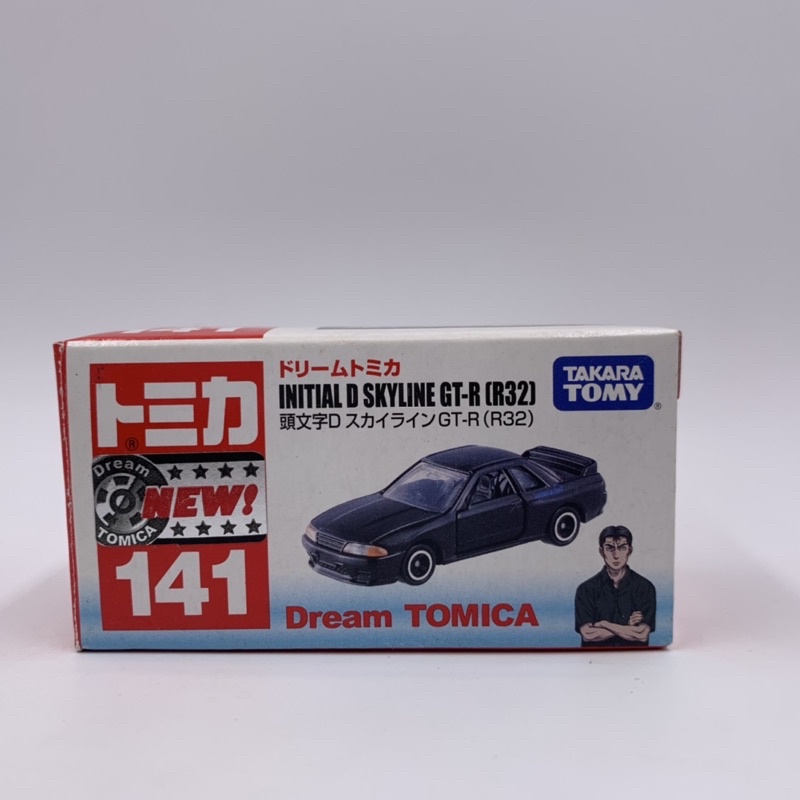 141
ドリームトミカ
INITIAL D SKYLINE GT-R (R32)
頭文字D スカイラインGT-R (R32)
TAKARA
TOMY
®
トミカ
®
Dream
TOMICA
NEW!
141
Dream TOMICA